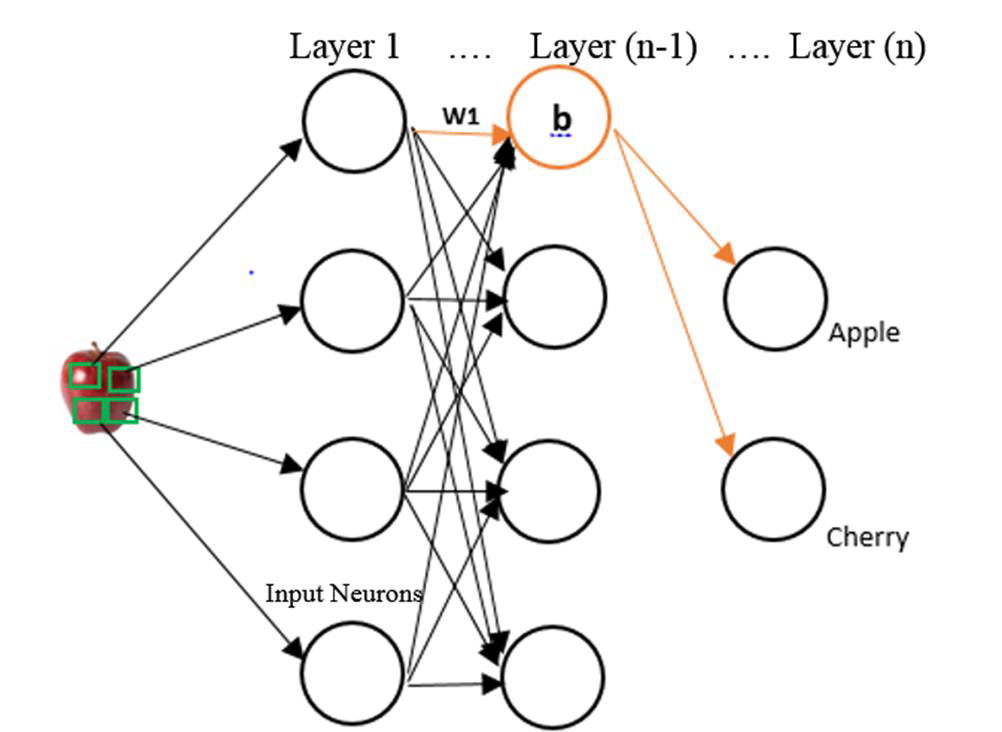 Layer 1 .... Layer (n-1) .... Layer (n)
W1
b
Apple
Cherry
Input Neurons